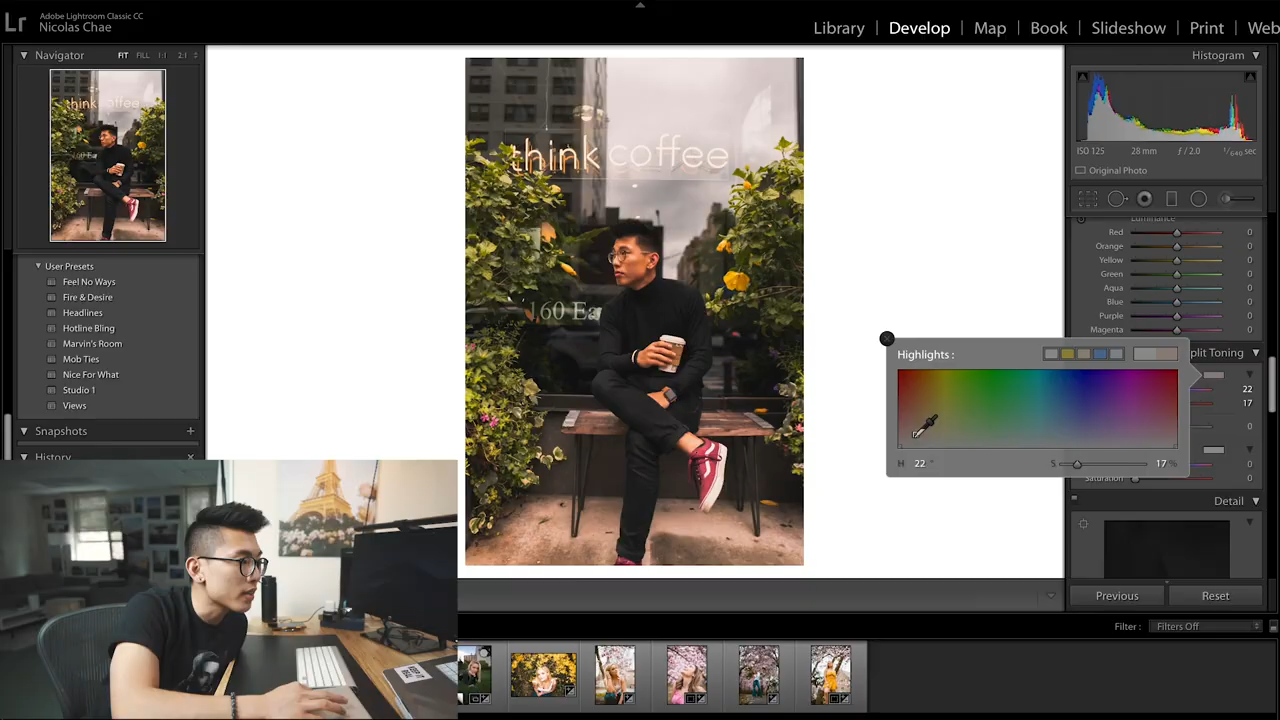 Lr
Adobe Lightroom Classic CC
Nicolas Chae
Library | Develop | Map | Book | Slideshow | Print | Web
Navigator FIT FILL 1:1 2:1
Histogram
ISO 125 28 mm ƒ / 2.0 1/640 sec
Original Photo
think coffee
160 Ea
User Presets
Feel No Ways
Fire & Desire
Headlines
Hotline Bling
Marvin's Room
Mob Ties
Nice For What
Studio 1
Views
Snapshots +
History ×
Luminance
Red 0
Orange 0
Yellow 0
Green 0
Aqua 0
Blue 0
Purple 0
Magenta 0
plit Toning
Highlights :
22
17
0
0
H 22 ° S 17 %
Saturation 0
Detail
Previous Reset
Filter : Filters Off